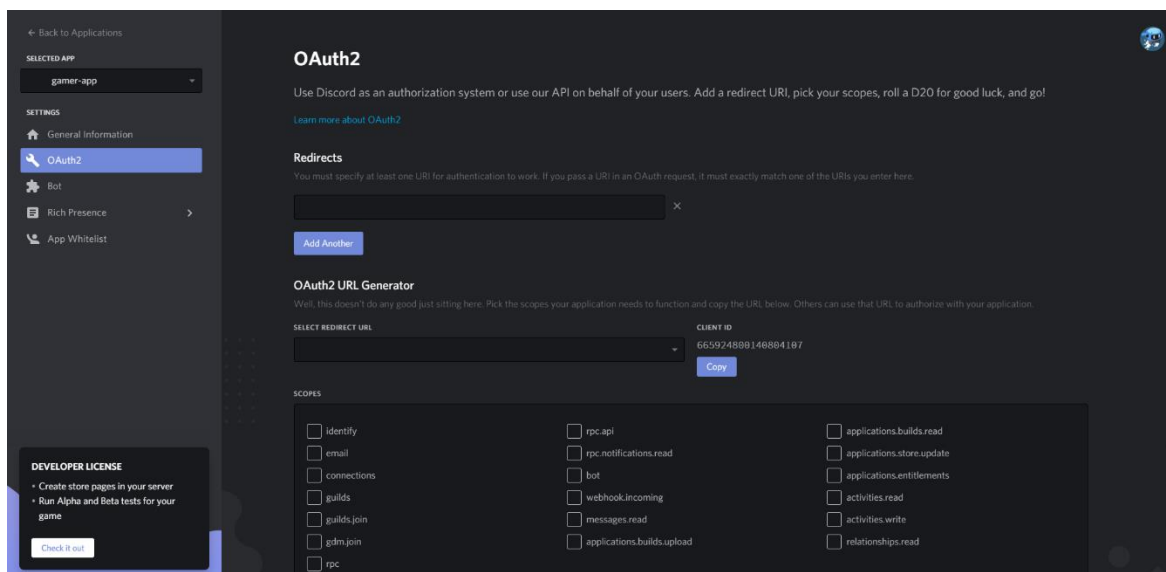 ← Back to Applications
SELECTED APP
gamer-app
SETTINGS
General Information
OAuth2
Bot
Rich Presence
App Whitelist
DEVELOPER LICENSE
• Create store pages in your server
• Run Alpha and Beta tests for your
game
Check it out
OAuth2
Use Discord as an authorization system or use our API on behalf of your users. Add a redirect URI, pick your scopes, roll a D20 for good luck, and go!
Learn more about OAuth2
Redirects
You must specify at least one URI for authentication to work. If you pass a URI in an OAuth request, it must exactly match one of the URIs you enter here.
Add Another
OAuth2 URL Generator
Well, this doesn't do any good just sitting here. Pick the scopes your application needs to function and copy the URL below. Others can use that URL to authorize with your application.
SELECT REDIRECT URL
CLIENT ID
665924800140804107
Copy
SCOPES
identify
email
connections
guilds
guilds.join
gdm.join
rpc
rpc.api
rpc.notifications.read
bot
webhook.incoming
messages.read
applications.builds.upload
applications.builds.read
applications.store.update
applications.entitlements
activities.read
activities.write
relationships.read